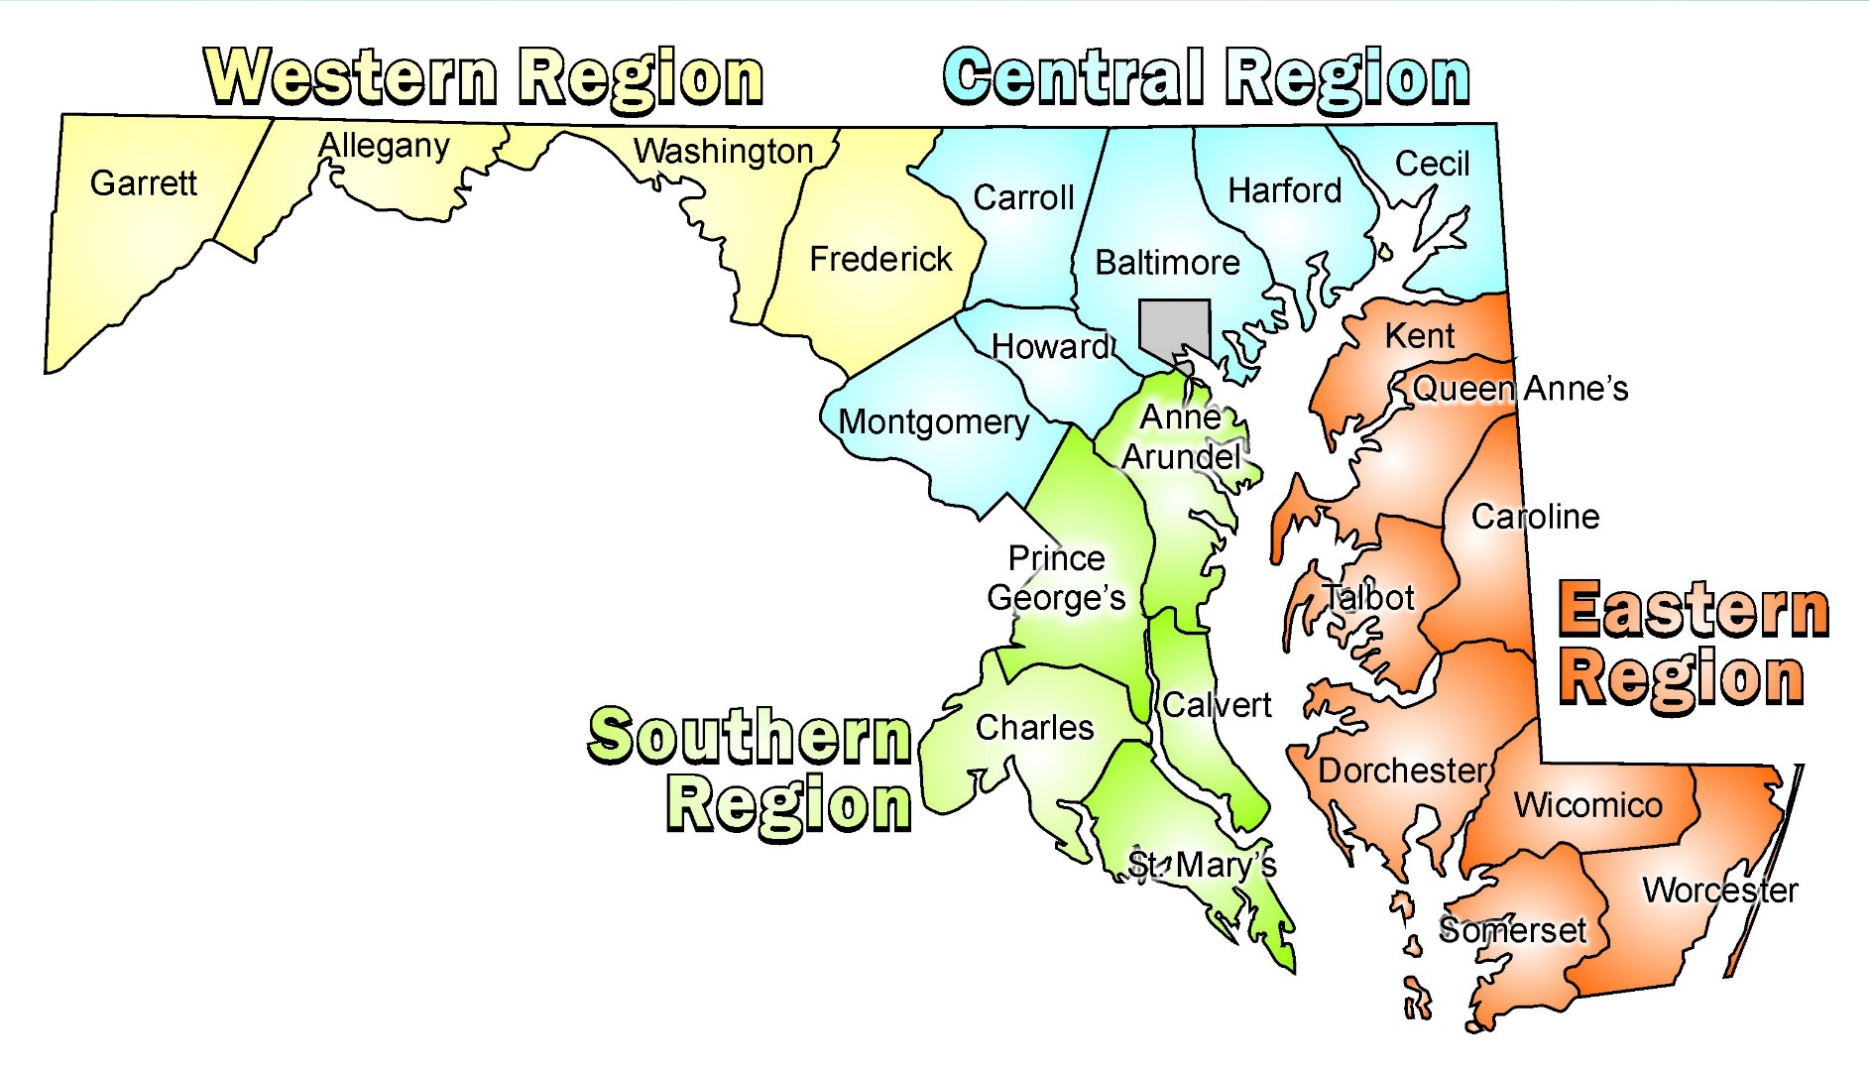 Western Region
Central Region
Garrett
Allegany
Washington
Frederick
Carroll
Baltimore
Harford
Cecil
Howard
Montgomery
Kent
Queen Anne's
Anne
Arundel
Caroline
Prince
George's
Talbot
Eastern
Region
Calvert
Charles
Southern
Region
Dorchester
Wicomico
St. Mary's
Worcester
Somerset